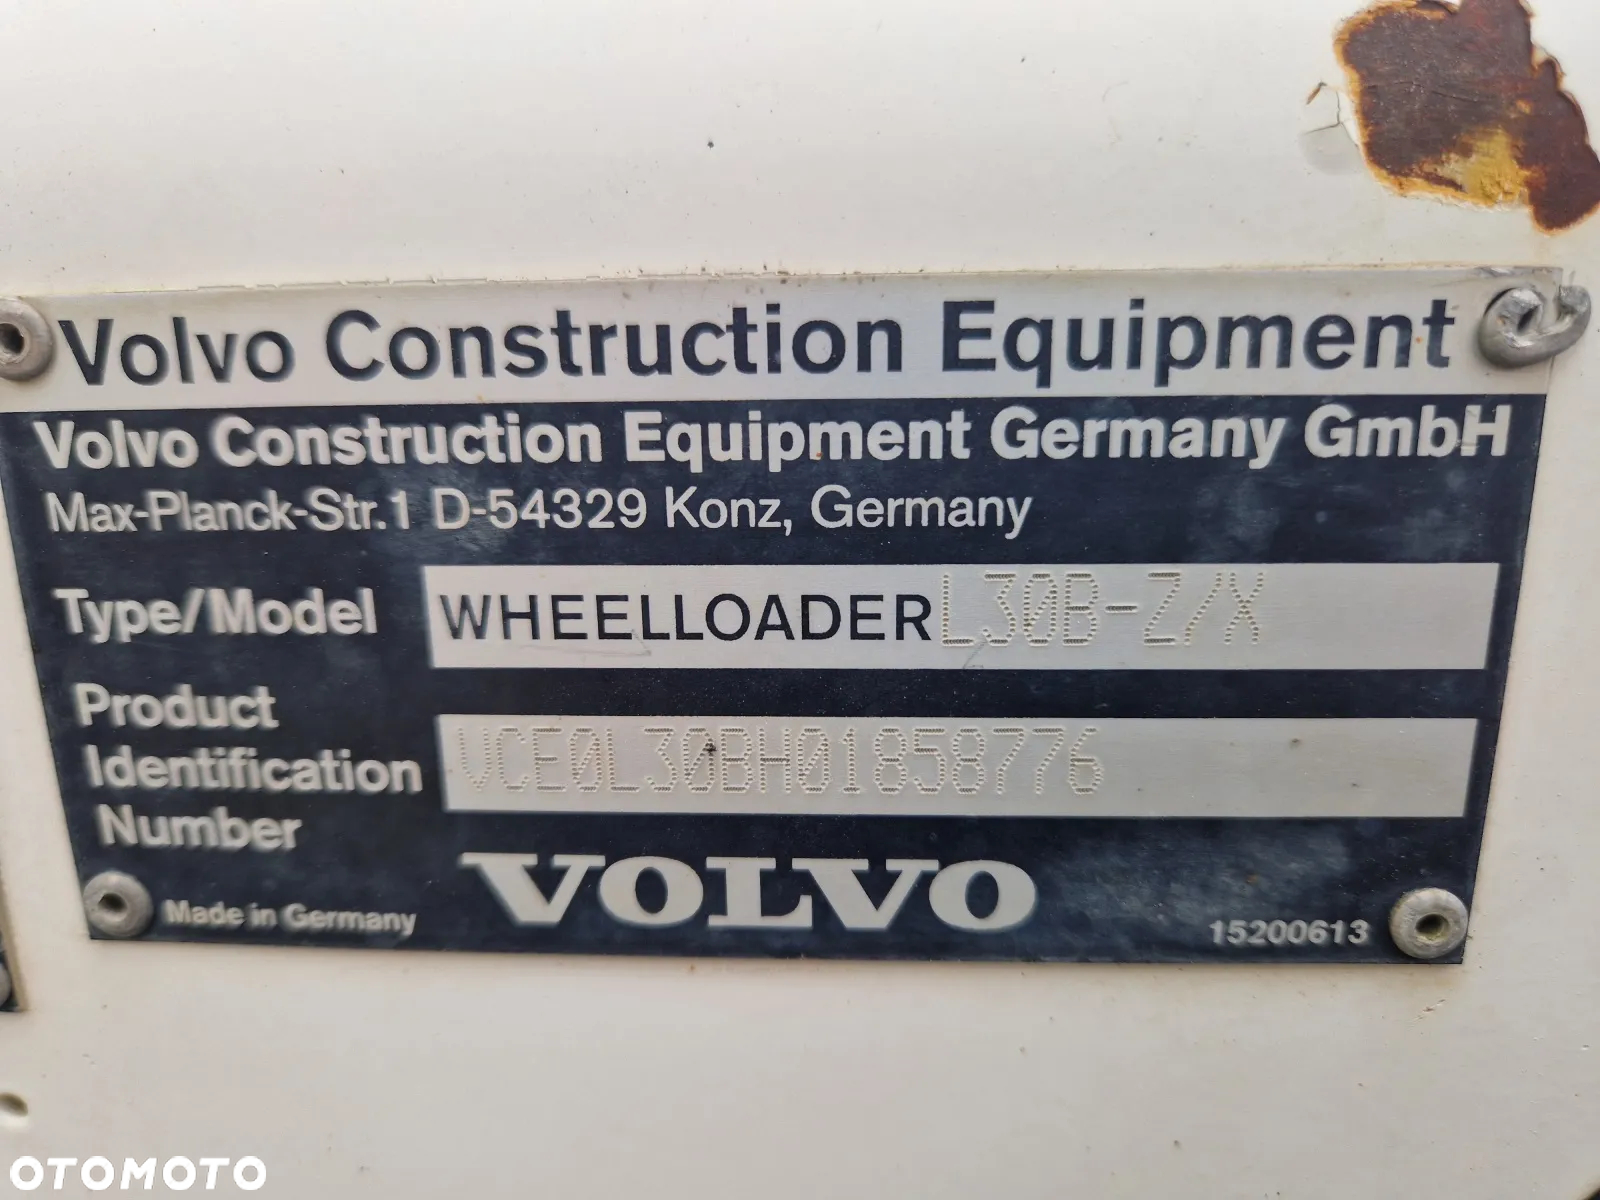 Volvo Construction Equipment
Volvo Construction Equipment Germany GmbH
Max-Planck-Str.1 D-54329 Konz, Germany
Type/Model WHEELLOADER L30B-Z/X
Product
Identification VCE0L30BH01858776
Number
Made in Germany VOLVO 15200613
OTOMOTO